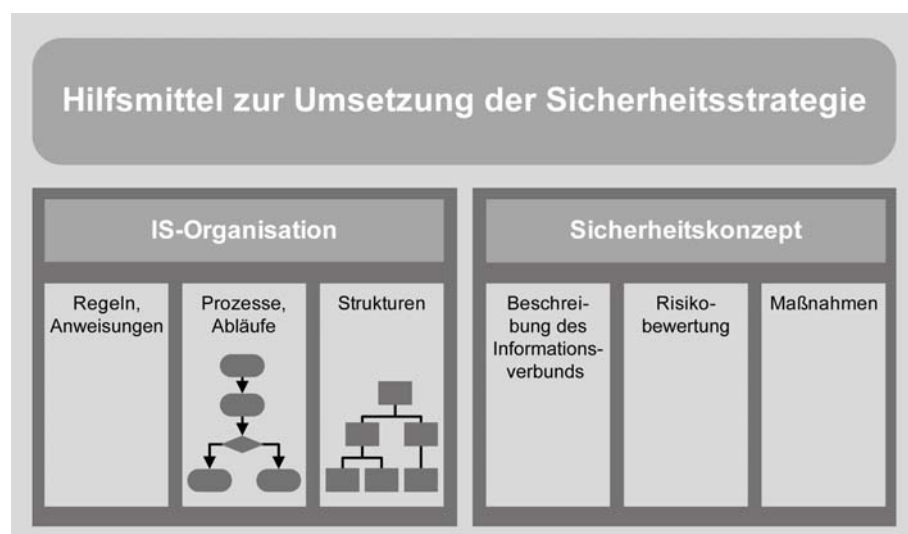 Hilfsmittel zur Umsetzung der Sicherheitsstrategie
IS-Organisation
Regeln,
Anweisungen
Prozesse,
Abläufe
Strukturen
Sicherheitskonzept
Beschrei-
bung des
Informations-
verbunds
Risiko-
bewertung
Maßnahmen